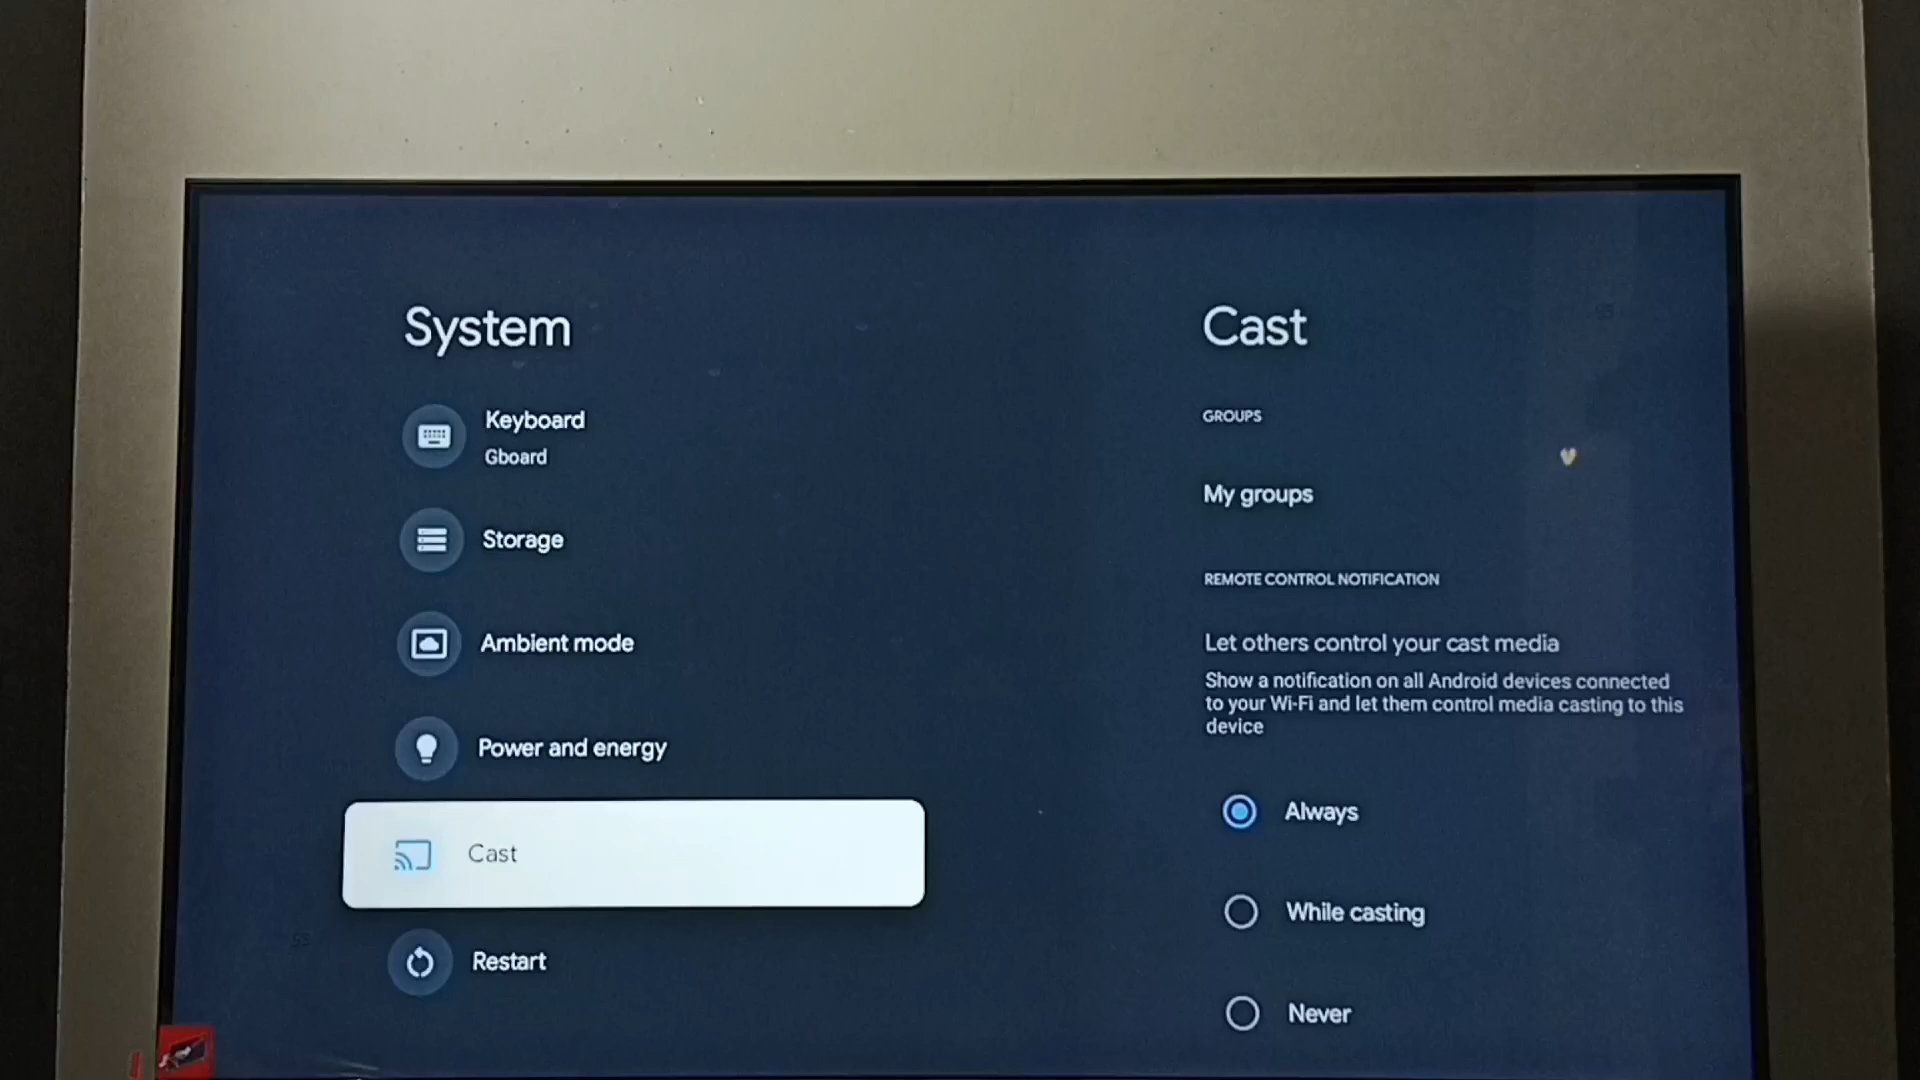 System
Keyboard
Gboard
Storage
Ambient mode
Power and energy
Cast
Restart
Cast
GROUPS
My groups
REMOTE CONTROL NOTIFICATION
Let others control your cast media
Show a notification on all Android devices connected
to your Wi-Fi and let them control media casting to this
device
Always
While casting
Never